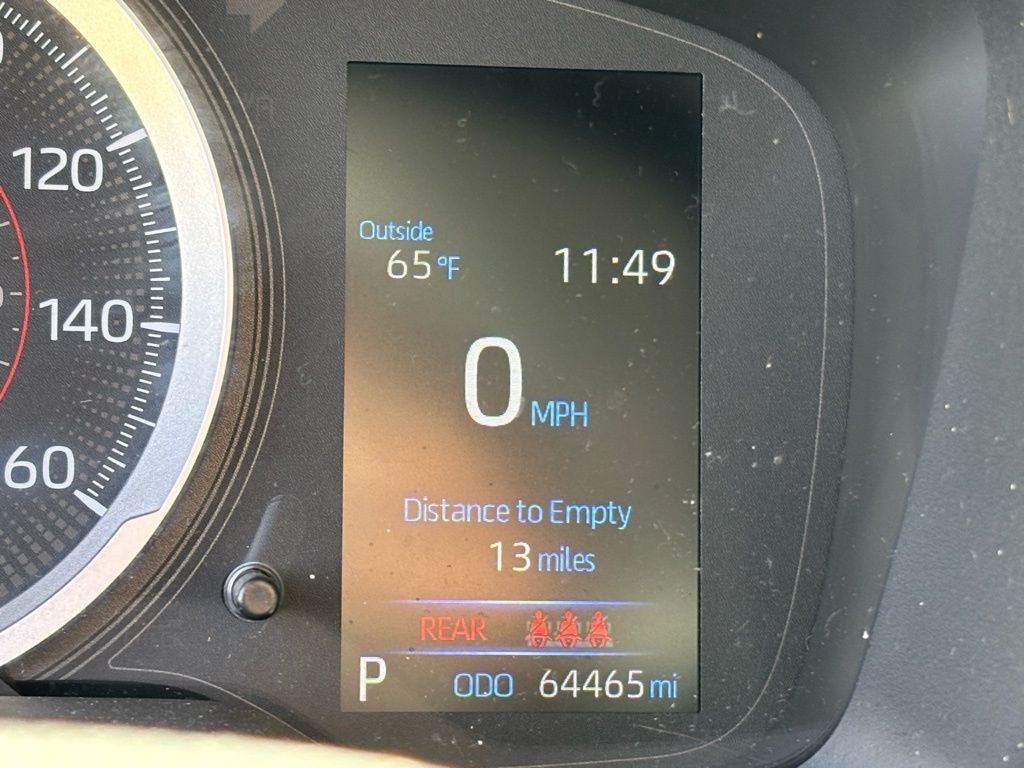 120
140
60
Outside
65°F
11:49
0 MPH
Distance to Empty
13 miles
REAR
P ODO 64465 mi